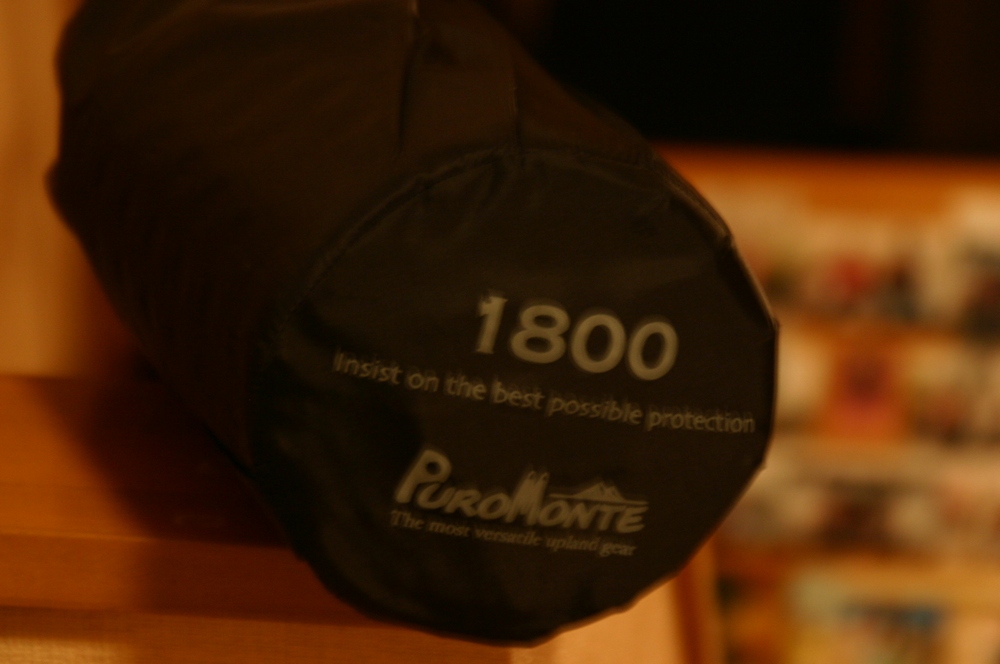 1800
Insist on the best possible protection
PUROMONTE
The most versatile upland gear